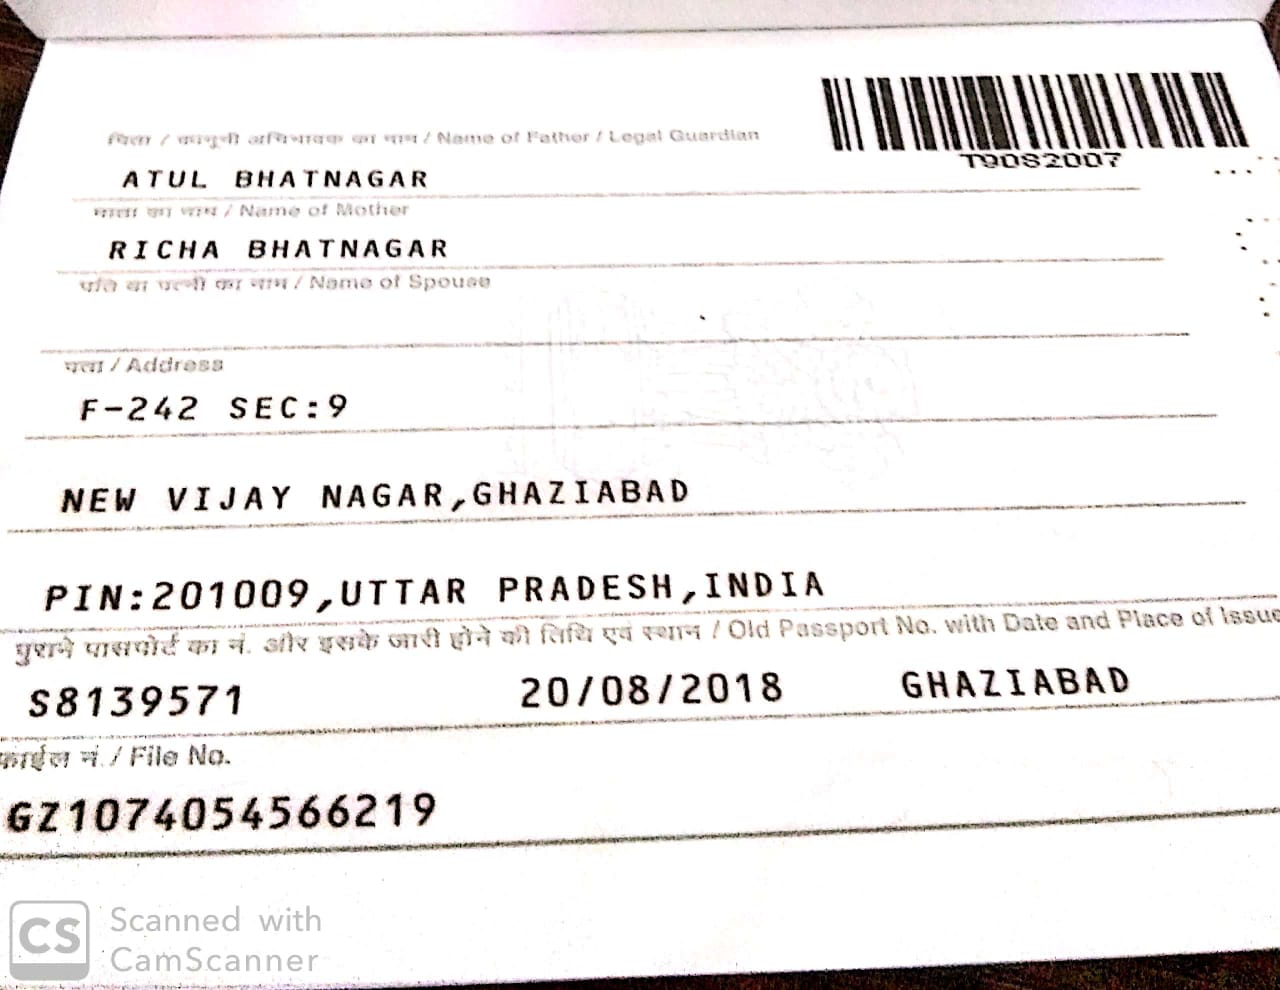 T9082007
पिता / कानूनी अभिभावक का नाम / Name of Father / Legal Guardian
ATUL BHATNAGAR
माता का नाम / Name of Mother
RICHA BHATNAGAR
पति या पत्नी का नाम / Name of Spouse
पता / Address
F-242 SEC:9
NEW VIJAY NAGAR,GHAZIABAD
PIN:201009,UTTAR PRADESH,INDIA
पुराने पासपोर्ट का नं. और इसके जारी होने की तिथि एवं स्थान / Old Passport No. with Date and Place of Issue
S8139571 20/08/2018 GHAZIABAD
फाईल नं. / File No.
GZ1074054566219
CS Scanned with
CamScanner